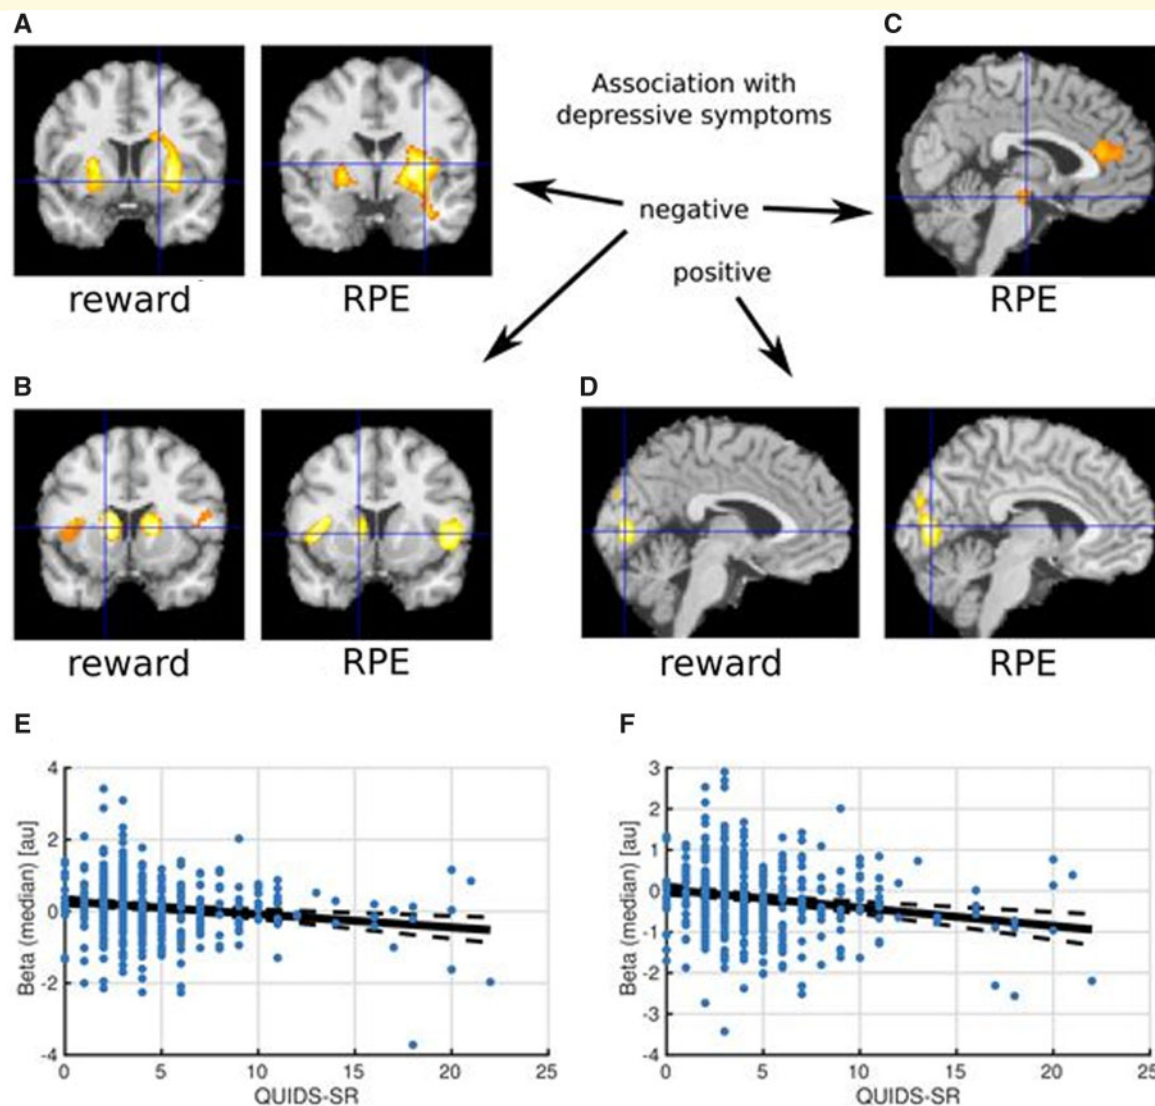 A
C
Association with
depressive symptoms
negative
positive
reward
RPE
RPE
B
D
reward
RPE
reward
RPE
E
F
4
2
0
-2
-4
Beta (median) [au]
0
5
10
15
20
25
QUIDS-SR
3
2
1
0
-1
-2
-3
-4
Beta (median) [au]
0
5
10
15
20
25
QUIDS-SR